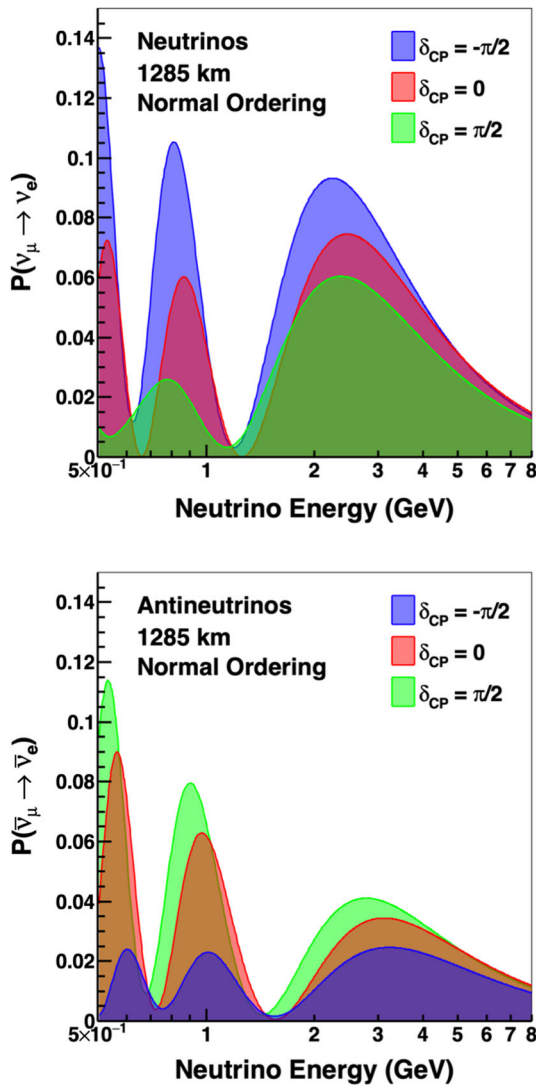 0.14
0.12
0.1
0.08
0.06
0.04
0.02
0
P(νμ → νe)
Neutrinos
1285 km
Normal Ordering
δCP = -π/2
δCP = 0
δCP = π/2
5×10⁻¹ 1 2 3 4 5 6 7 8
Neutrino Energy (GeV)
0.14
0.12
0.1
0.08
0.06
0.04
0.02
0
P(ν̄μ → ν̄e)
Antineutrinos
1285 km
Normal Ordering
δCP = -π/2
δCP = 0
δCP = π/2
5×10⁻¹ 1 2 3 4 5 6 7 8
Neutrino Energy (GeV)